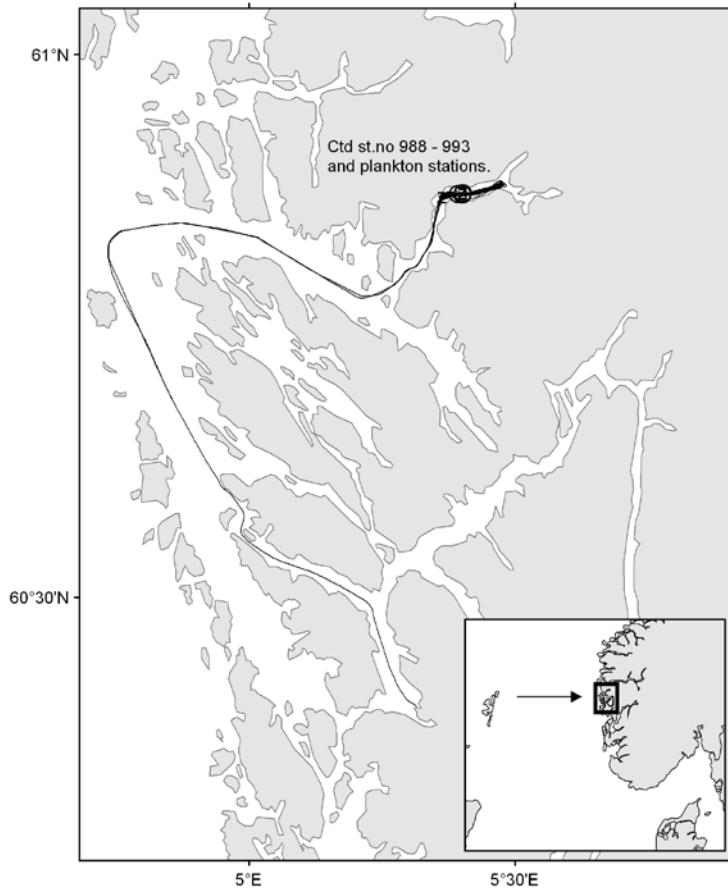 61°N
Ctd st.no 988 - 993
and plankton stations.
60°30'N
5°E
5°30'E